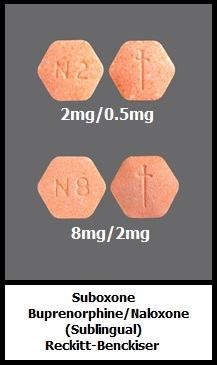 N2
2mg/0.5mg
N8
8mg/2mg
Suboxone
Buprenorphine/Naloxone
(Sublingual)
Reckitt-Benckiser